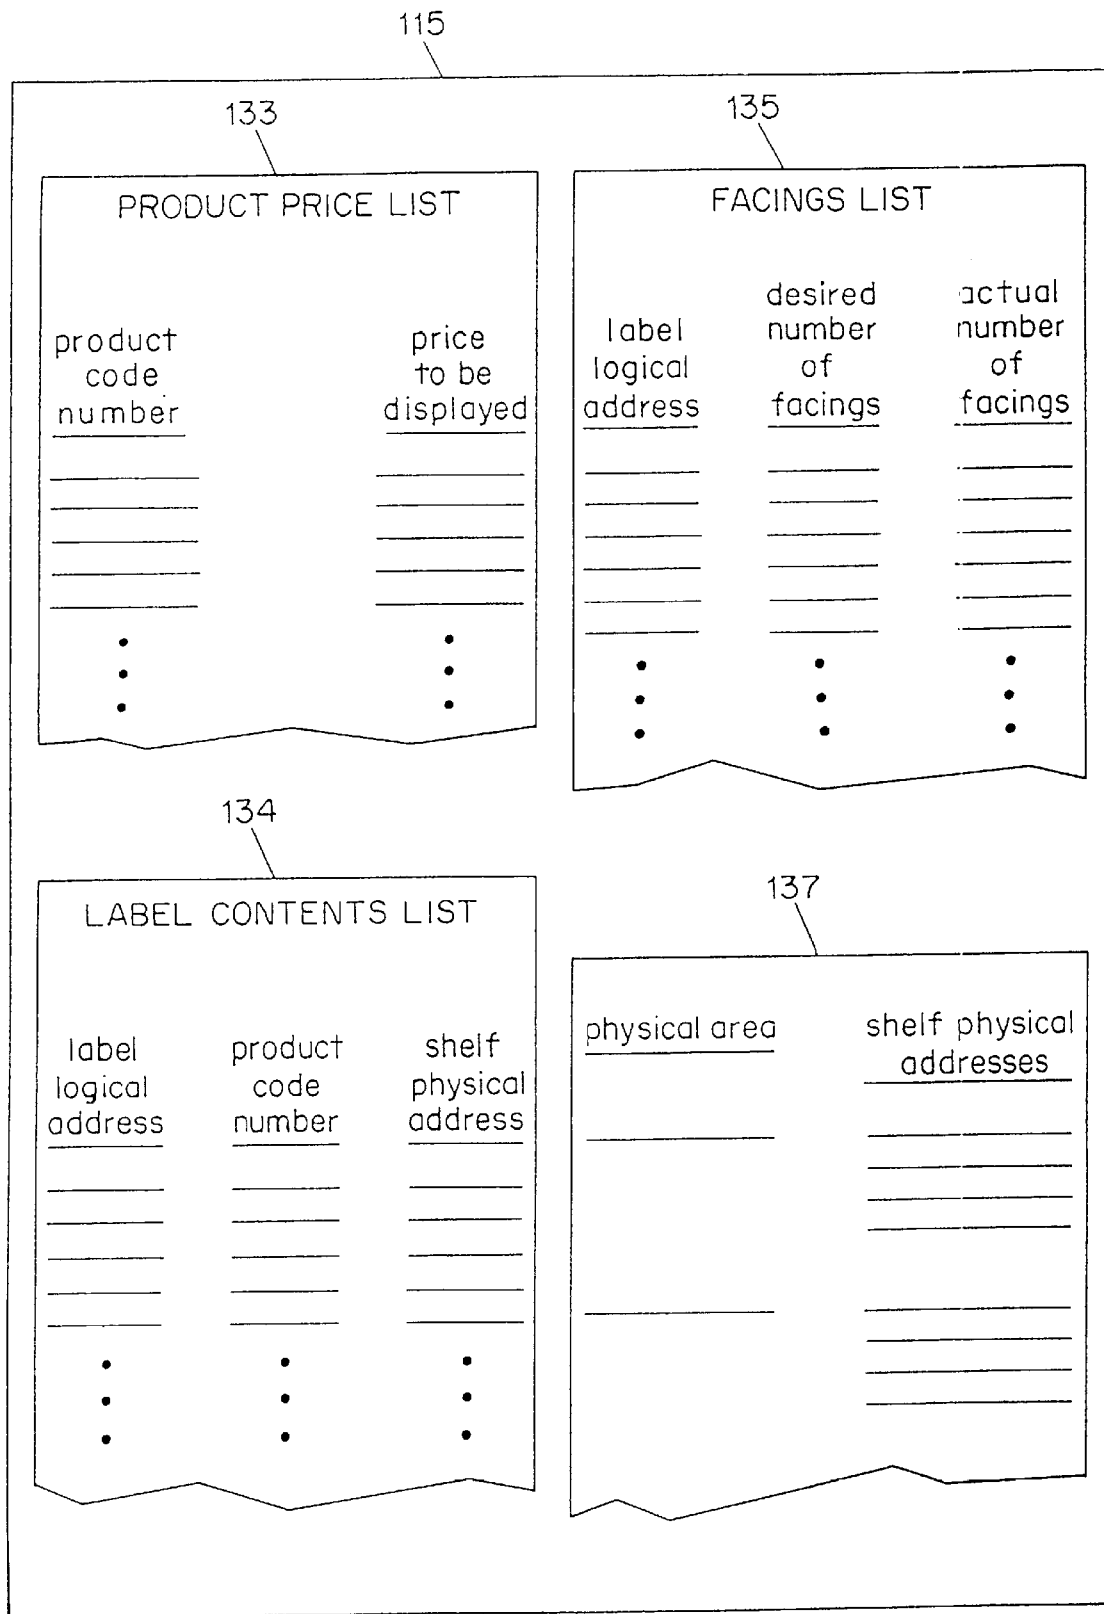 115
133
PRODUCT PRICE LIST
product
code
number
price
to be
displayed
135
FACINGS LIST
label
logical
address
desired
number
of
facings
actual
number
of
facings
134
LABEL CONTENTS LIST
label
logical
address
product
code
number
shelf
physical
address
137
physical area
shelf physical
addresses